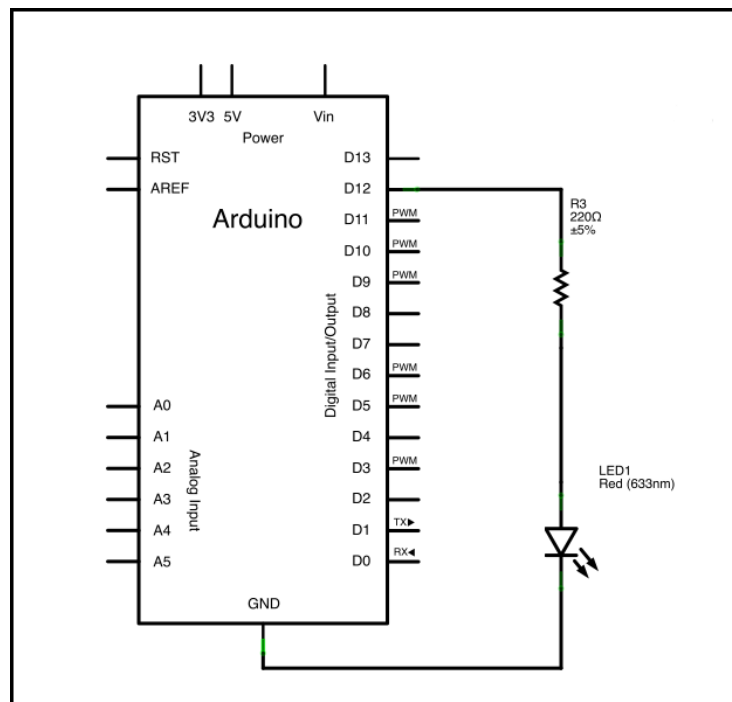 3V3 5V Vin
Power
RST D13
AREF D12
Arduino
D11 PWM
D10 PWM
D9 PWM
D8
D7
D6 PWM
A0 D5 PWM
A1 D4
A2 D3 PWM
A3 D2
A4 D1 TX▶
A5 D0 RX◀
Analog Input
Digital Input/Output
GND
R3
220Ω
±5%
LED1
Red (633nm)